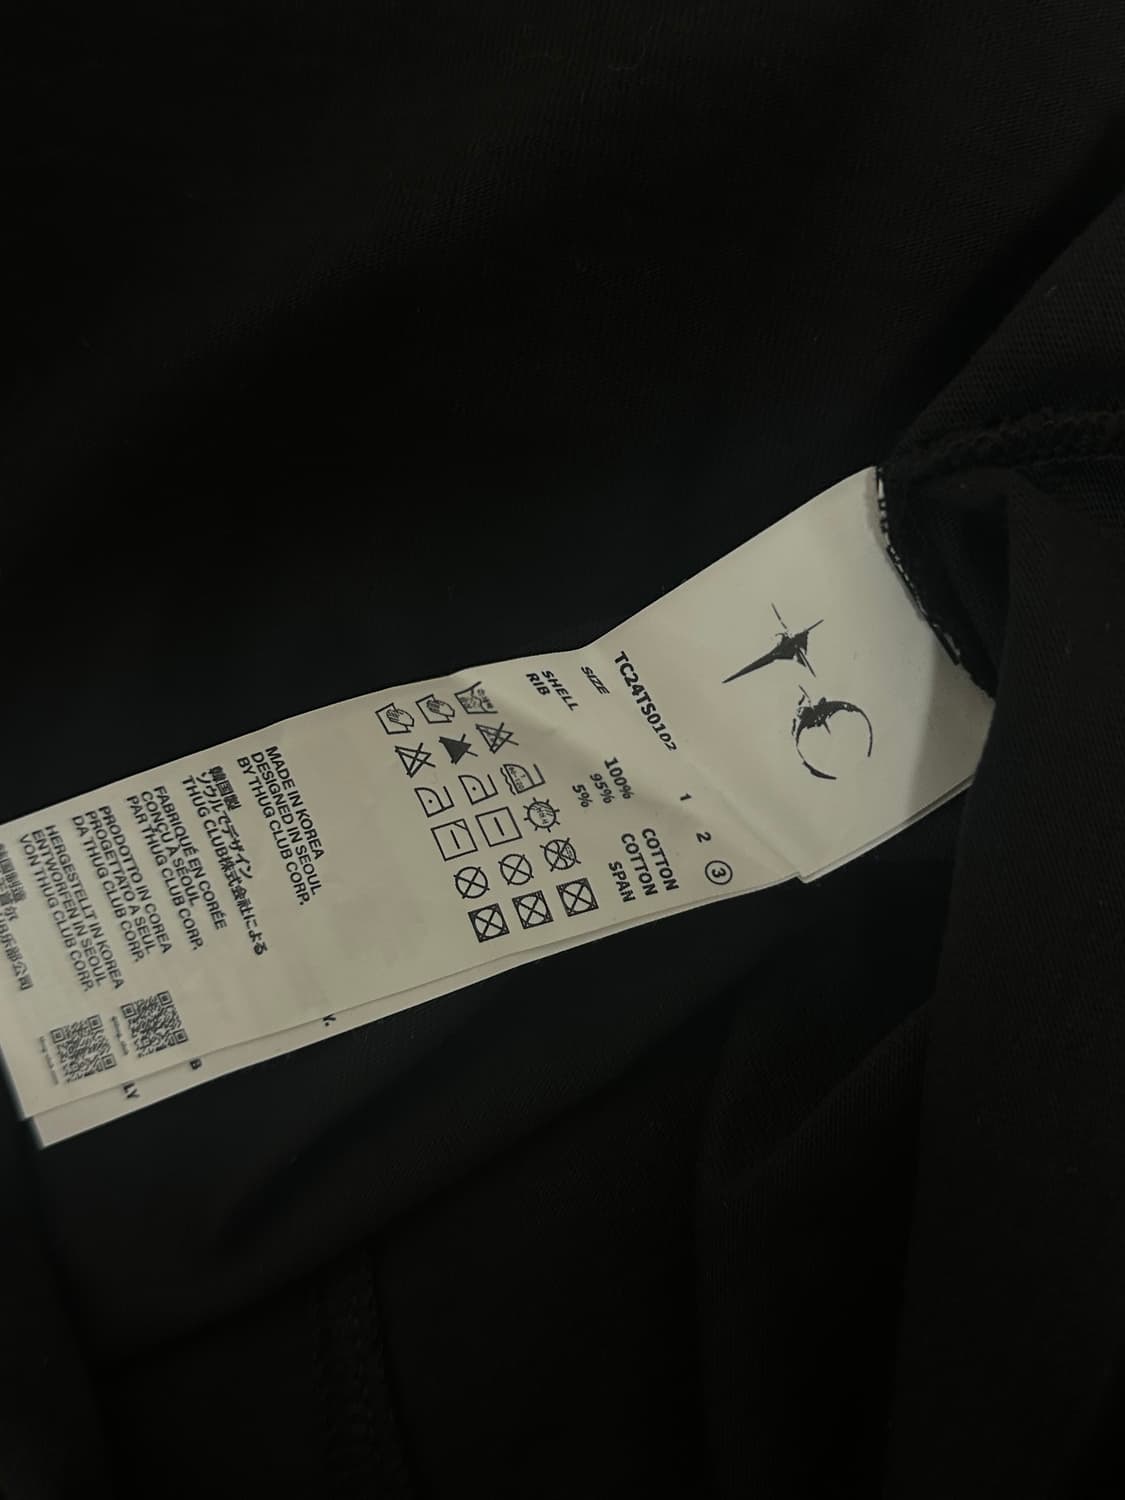 TC24TS0102
SIZE 1 2 3
SHELL 100% COTTON
RIB 95% COTTON
5% SPAN
MADE IN KOREA
DESIGNED IN SEOUL
BY THUG CLUB CORP.
韓国製
ソウルでデザイン
THUG CLUB株式会社による
FABRIQUÉ EN CORÉE
CONÇU À SÉOUL
PAR THUG CLUB CORP.
PRODOTTO IN COREA
PROGETTATO A SEUL
DA THUG CLUB CORP.
HERGESTELLT IN KOREA
ENTWORFEN IN SEOUL
VON THUG CLUB CORP.
Y.
B
LY